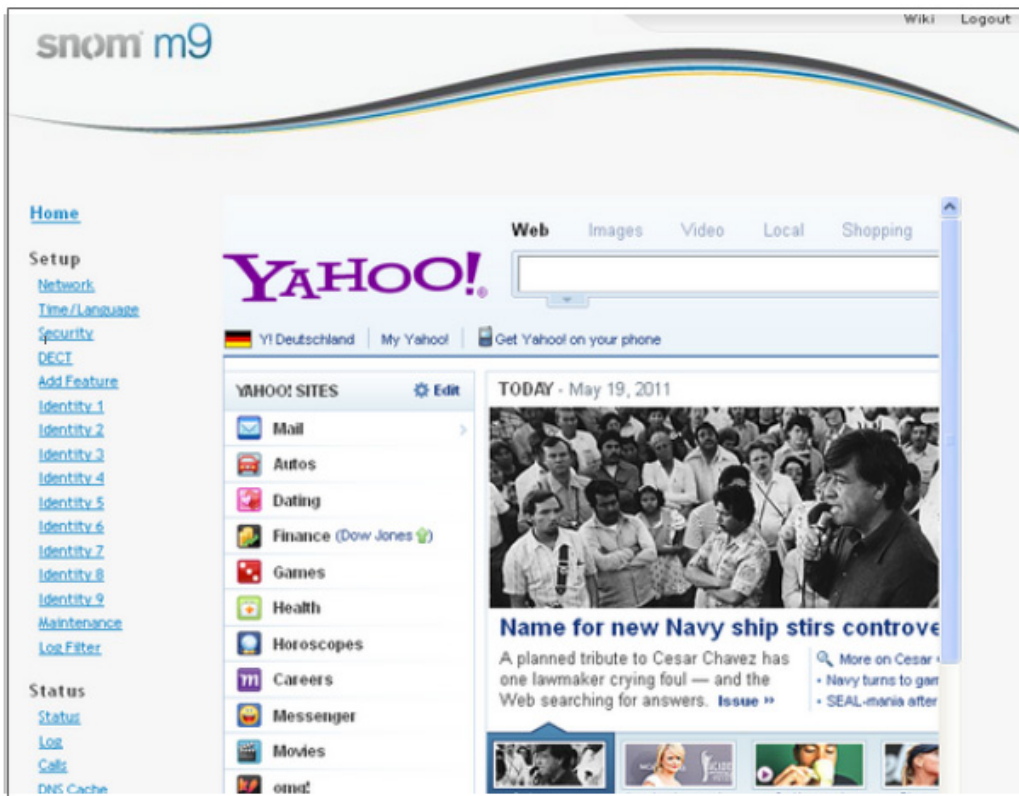 Wiki Logout
snom m9
Home
Setup
Network
Time/Language
Security
DECT
Add Feature
Identity 1
Identity 2
Identity 3
Identity 4
Identity 5
Identity 6
Identity 7
Identity 8
Identity 9
Maintenance
Log Filter
Status
Status
Log
Calls
DNS Cache
Web Images Video Local Shopping
YAHOO!
Y! Deutschland My Yahoo! Get Yahoo! on your phone
YAHOO! SITES Edit
Mail
Autos
Dating
Finance (Dow Jones)
Games
Health
Horoscopes
m Careers
Messenger
Movies
omg!
TODAY - May 19, 2011
Name for new Navy ship stirs controve
A planned tribute to Cesar Chavez has
one lawmaker crying foul — and the
Web searching for answers. Issue »
More on Cesar
• Navy turns to gam
• SEAL-mania after